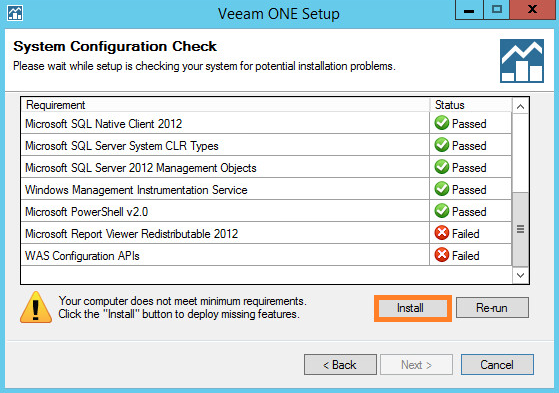 Veeam ONE Setup
System Configuration Check
Please wait while setup is checking your system for potential installation problems.
Requirement Status
Microsoft SQL Native Client 2012 Passed
Microsoft SQL Server System CLR Types Passed
Microsoft SQL Server 2012 Management Objects Passed
Windows Management Instrumentation Service Passed
Microsoft PowerShell v2.0 Passed
Microsoft Report Viewer Redistributable 2012 Failed
WAS Configuration APIs Failed
Your computer does not meet minimum requirements.
Click the "Install" button to deploy missing features.
Install Re-run
< Back Next > Cancel